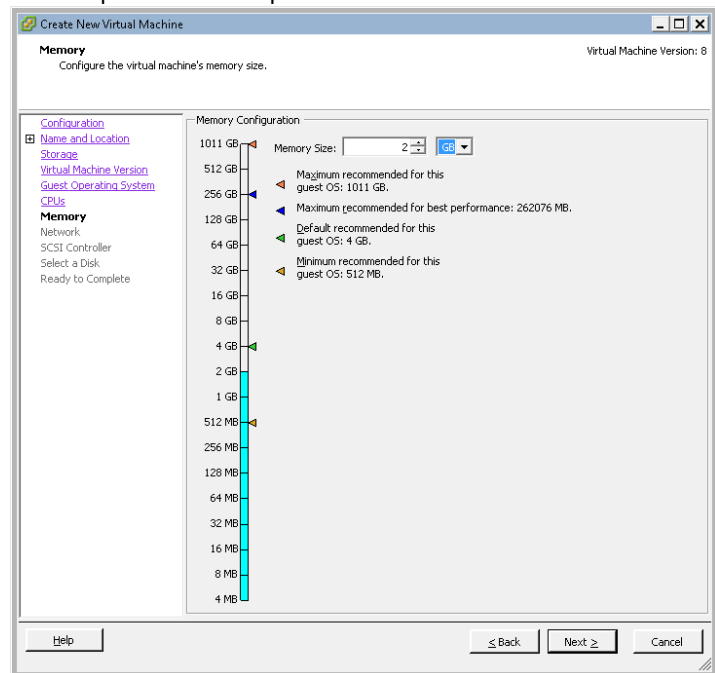 Create New Virtual Machine
Memory
Configure the virtual machine's memory size.
Virtual Machine Version: 8
Configuration
Name and Location
Storage
Virtual Machine Version
Guest Operating System
CPUs
Memory
Network
SCSI Controller
Select a Disk
Ready to Complete
Memory Configuration
Memory Size: 2 GB
1011 GB
512 GB
256 GB
128 GB
64 GB
32 GB
16 GB
8 GB
4 GB
2 GB
1 GB
512 MB
256 MB
128 MB
64 MB
32 MB
16 MB
8 MB
4 MB
Maximum recommended for this
guest OS: 1011 GB.
Maximum recommended for best performance: 262076 MB.
Default recommended for this
guest OS: 4 GB.
Minimum recommended for this
guest OS: 512 MB.
Help
< Back
Next >
Cancel